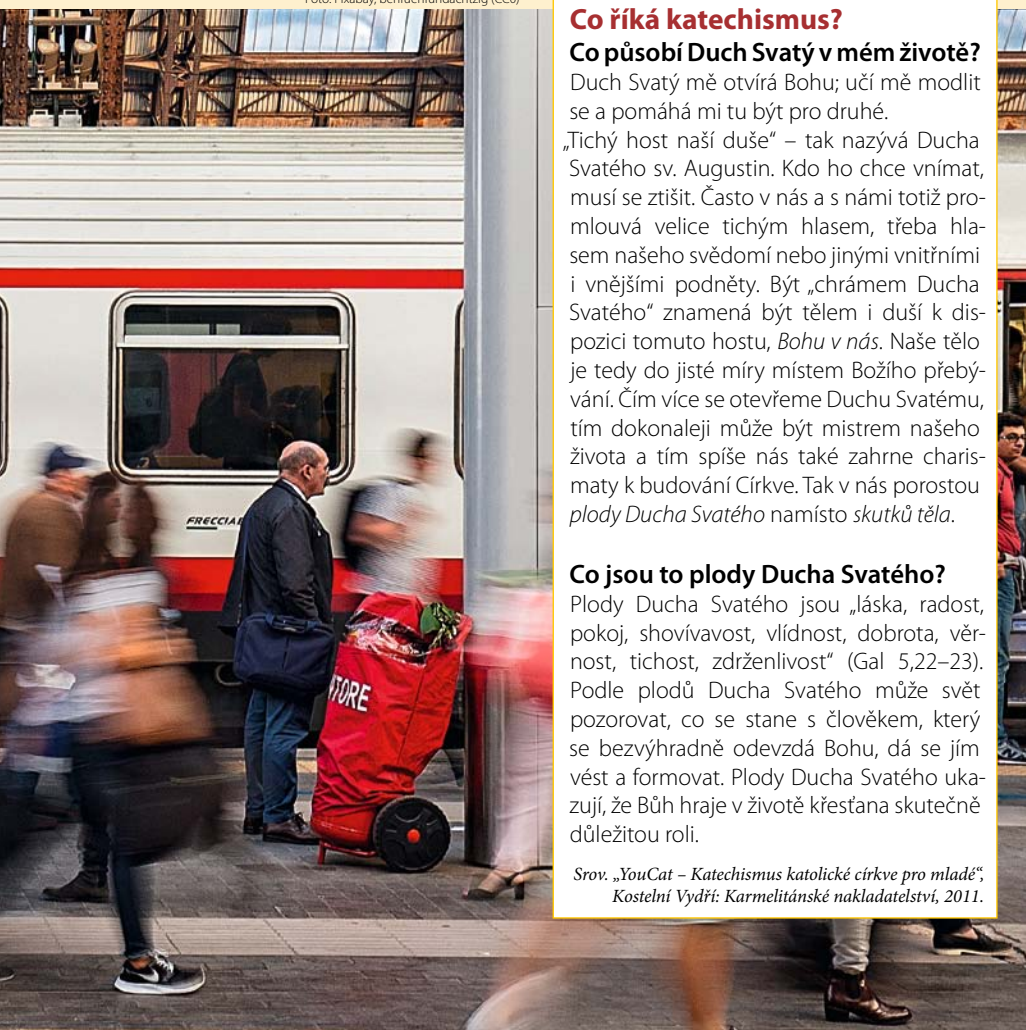 Co říká katechismus?
Co působí Duch Svatý v mém životě?
Duch Svatý mě otvírá Bohu; učí mě modlit
se a pomáhá mi tu být pro druhé.
„Tichý host naší duše“ – tak nazývá Ducha
Svatého sv. Augustin. Kdo ho chce vnímat,
musí se ztišit. Často v nás a s námi totiž pro-
mlouvá velice tichým hlasem, třeba hla-
sem našeho svědomí nebo jinými vnitřními
i vnějšími podněty. Být „chrámem Ducha
Svatého“ znamená být tělem i duší k dis-
pozici tomuto hostu, Bohu v nás. Naše tělo
je tedy do jisté míry místem Božího přebý-
vání. Čím více se otevřeme Duchu Svatému,
tím dokonaleji může být mistrem našeho
života a tím spíše nás také zahrne charis-
maty k budování Církve. Tak v nás porostou
plody Ducha Svatého namísto skutků těla.
Co jsou to plody Ducha Svatého?
Plody Ducha Svatého jsou „láska, radost,
pokoj, shovívavost, vlídnost, dobrota, věr-
nost, tichost, zdrženlivost“ (Gal 5,22–23).
Podle plodů Ducha Svatého může svět
pozorovat, co se stane s člověkem, který
se bezvýhradně odevzdá Bohu, dá se jím
vést a formovat. Plody Ducha Svatého uka-
zují, že Bůh hraje v životě křesťana skutečně
důležitou roli.
Srov. „YouCat – Katechismus katolické církve pro mladé“,
Kostelní Vydří: Karmelitánské nakladatelství, 2011.
FRECCIA
TORE